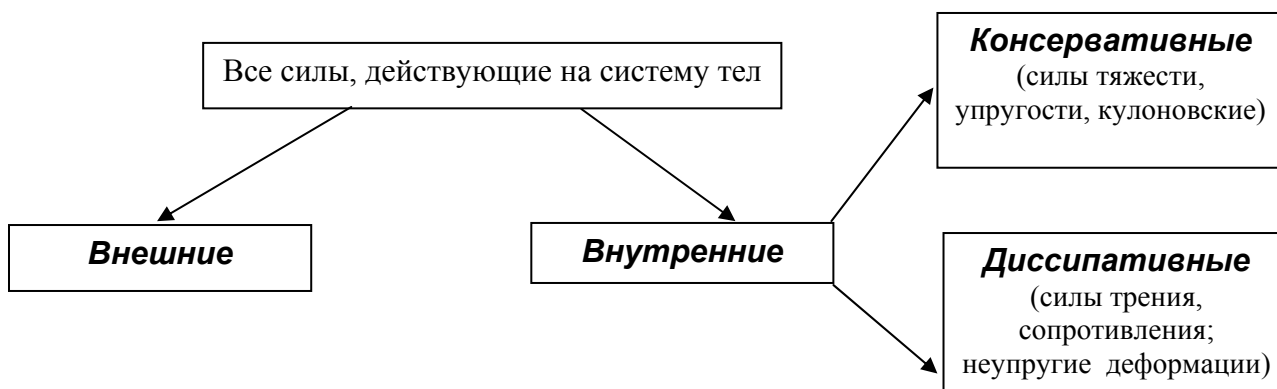 Все силы, действующие на систему тел
Консервативные
(силы тяжести,
упругости, кулоновские)
Внешние
Внутренние
Диссипативные
(силы трения,
сопротивления;
неупругие деформации)